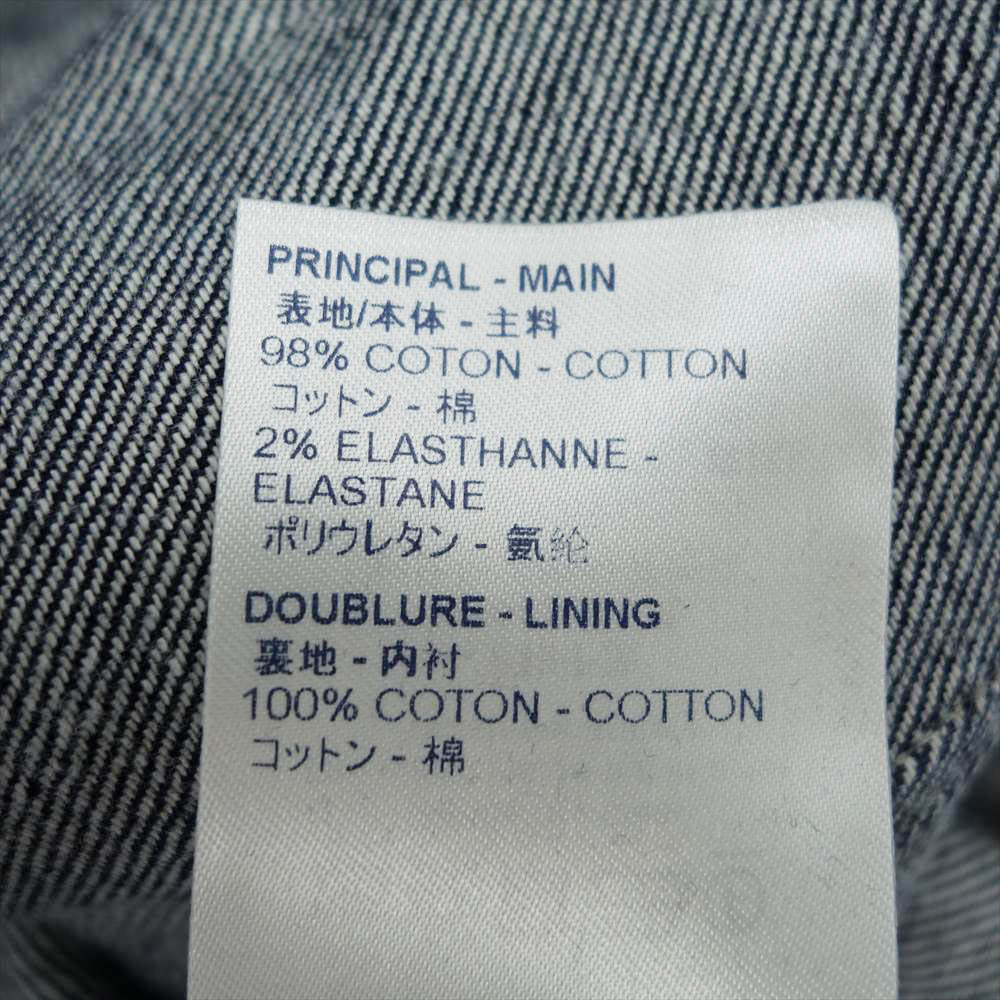 PRINCIPAL - MAIN
表地/本体 - 主料
98% COTON - COTTON
コットン - 棉
2% ELASTHANNE -
ELASTANE
ポリウレタン - 氨纶
DOUBLURE - LINING
裏地 - 内衬
100% COTON - COTTON
コットン - 棉